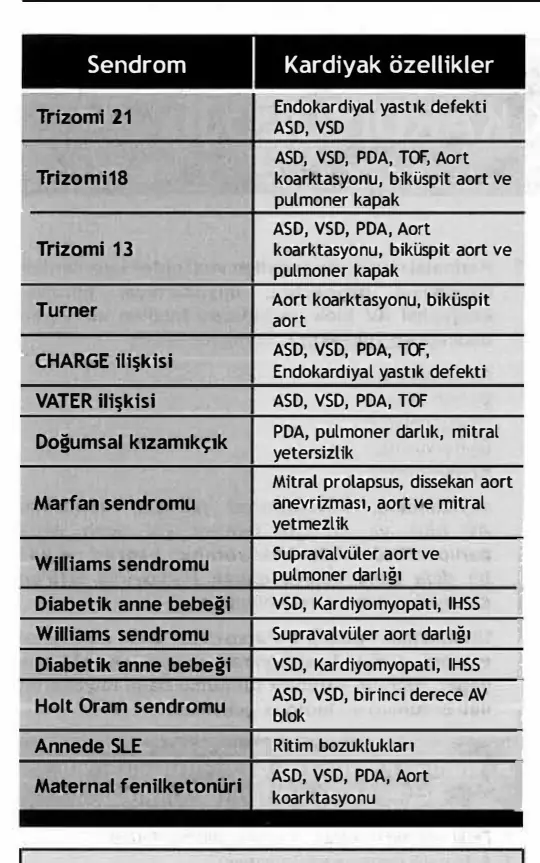 Sendrom Kardiyak özellikler
Trizomi 21 Endokardiyal yastık defekti
ASD, VSD
Trizomi18 ASD, VSD, PDA, TOF, Aort
koarktasyonu, biküspit aort ve
pulmoner kapak
Trizomi 13 ASD, VSD, PDA, Aort
koarktasyonu, biküspit aort ve
pulmoner kapak
Turner Aort koarktasyonu, biküspit
aort
CHARGE ilişkisi ASD, VSD, PDA, TOF,
Endokardiyal yastık defekti
VATER ilişkisi ASD, VSD, PDA, TOF
Doğumsal kızamıkçık PDA, pulmoner darlık, mitral
yetersizlik
Marfan sendromu Mitral prolapsus, dissekan aort
anevrizması, aort ve mitral
yetmezlik
Williams sendromu Supravalvüler aort ve
pulmoner darlığı
Diabetik anne bebeği VSD, Kardiyomyopati, IHSS
Williams sendromu Supravalvüler aort darlığı
Diabetik anne bebeği VSD, Kardiyomyopati, IHSS
Holt Oram sendromu ASD, VSD, birinci derece AV
blok
Annede SLE Ritim bozuklukları
Maternal fenilketonüri ASD, VSD, PDA, Aort
koarktasyonu